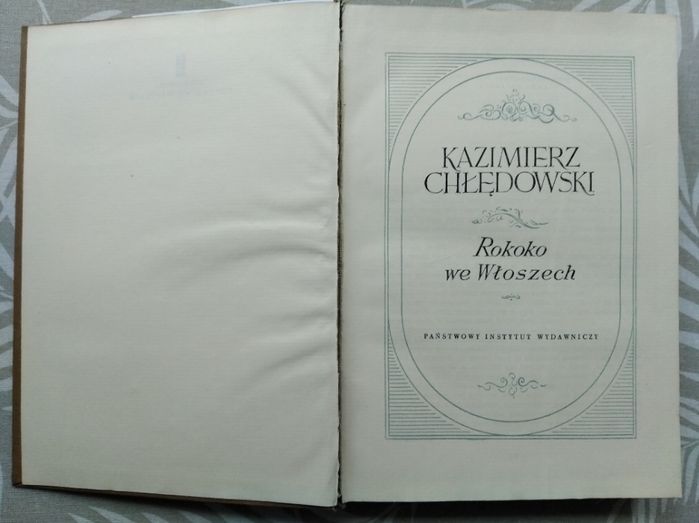 KAZIMIERZ
CHŁĘDOWSKI
Rokoko
we Włoszech
PAŃSTWOWY INSTYTUT WYDAWNICZY